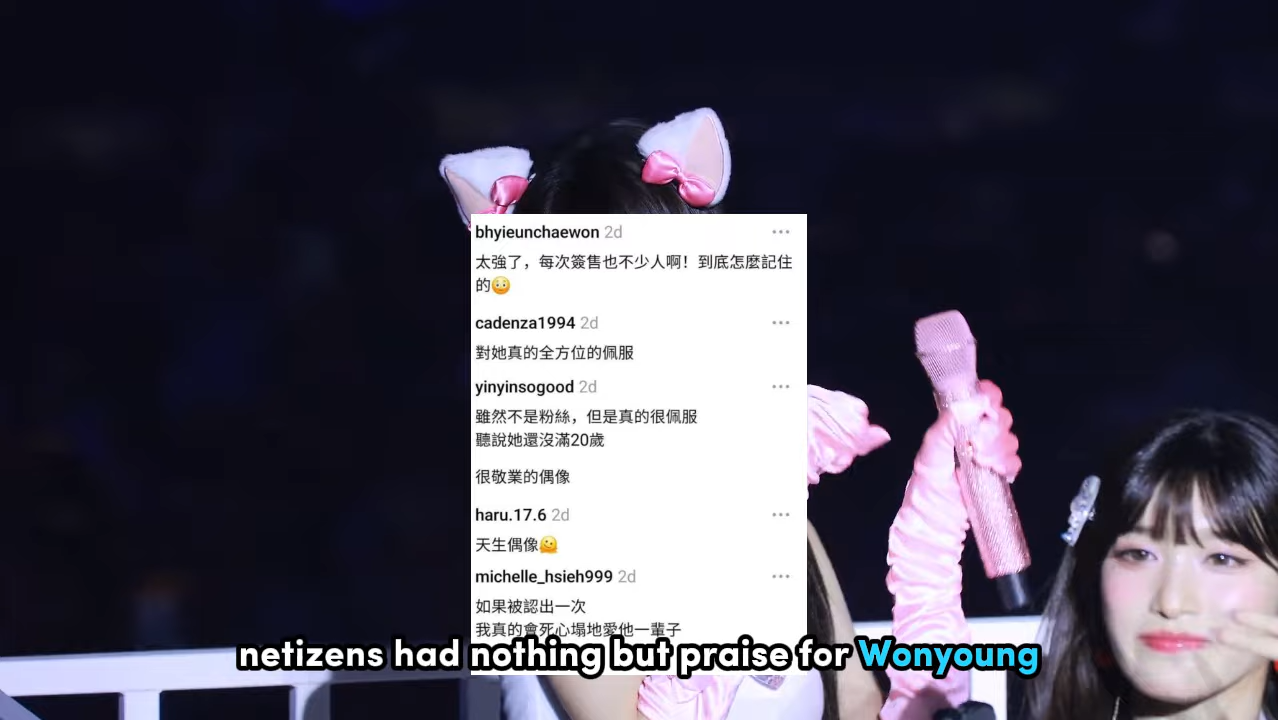 bhyieunchaewon 2d
太強了，每次簽售也不少人啊！到底怎麼記住
的😳
cadenza1994 2d
對她真的全方位的佩服
yinyinsogood 2d
雖然不是粉絲，但是真的很佩服
聽說她還沒滿20歲
很敬業的偶像
haru.17.6 2d
天生偶像🫠
michelle_hsieh999 2d
如果被認出一次
我真的會死心塌地愛他一輩子
netizens had nothing but praise for Wonyoung